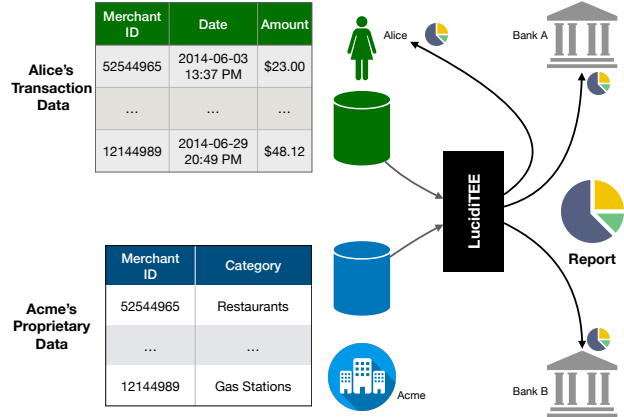 Merchant
ID
Date
Amount
Alice's
Transaction
Data
52544965
2014-06-03
13:37 PM
$23.00
...
...
...
12144989
2014-06-29
20:49 PM
$48.12
Alice
Bank A
LucidiTEE
Report
Acme's
Proprietary
Data
Merchant
ID
Category
52544965
Restaurants
...
...
12144989
Gas Stations
Acme
Bank B